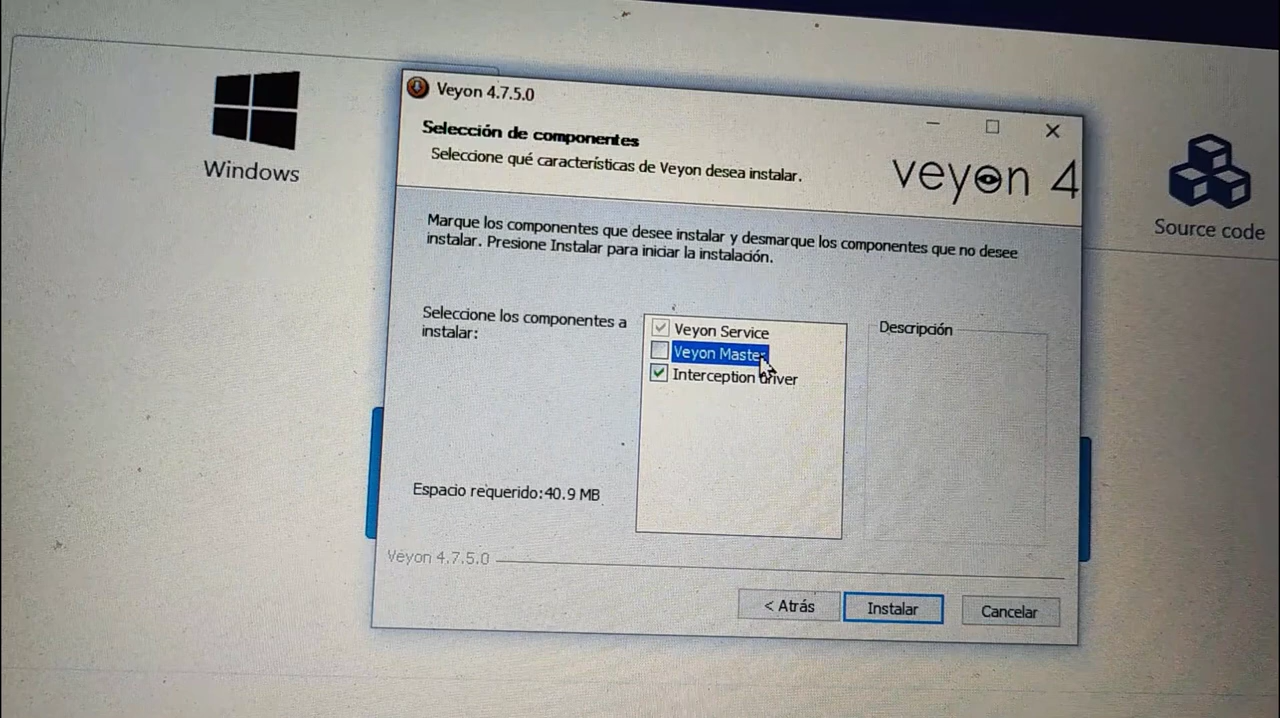 Veyon 4.7.5.0
Selección de componentes
Seleccione qué características de Veyon desea instalar.
veyon 4
Windows
Source code
Marque los componentes que desee instalar y desmarque los componentes que no desee
instalar. Presione Instalar para iniciar la instalación.
Seleccione los componentes a
instalar:
Veyon Service
Veyon Master
Interception driver
Descripción
Espacio requerido:40.9 MB
Veyon 4.7.5.0
< Atrás
Instalar
Cancelar